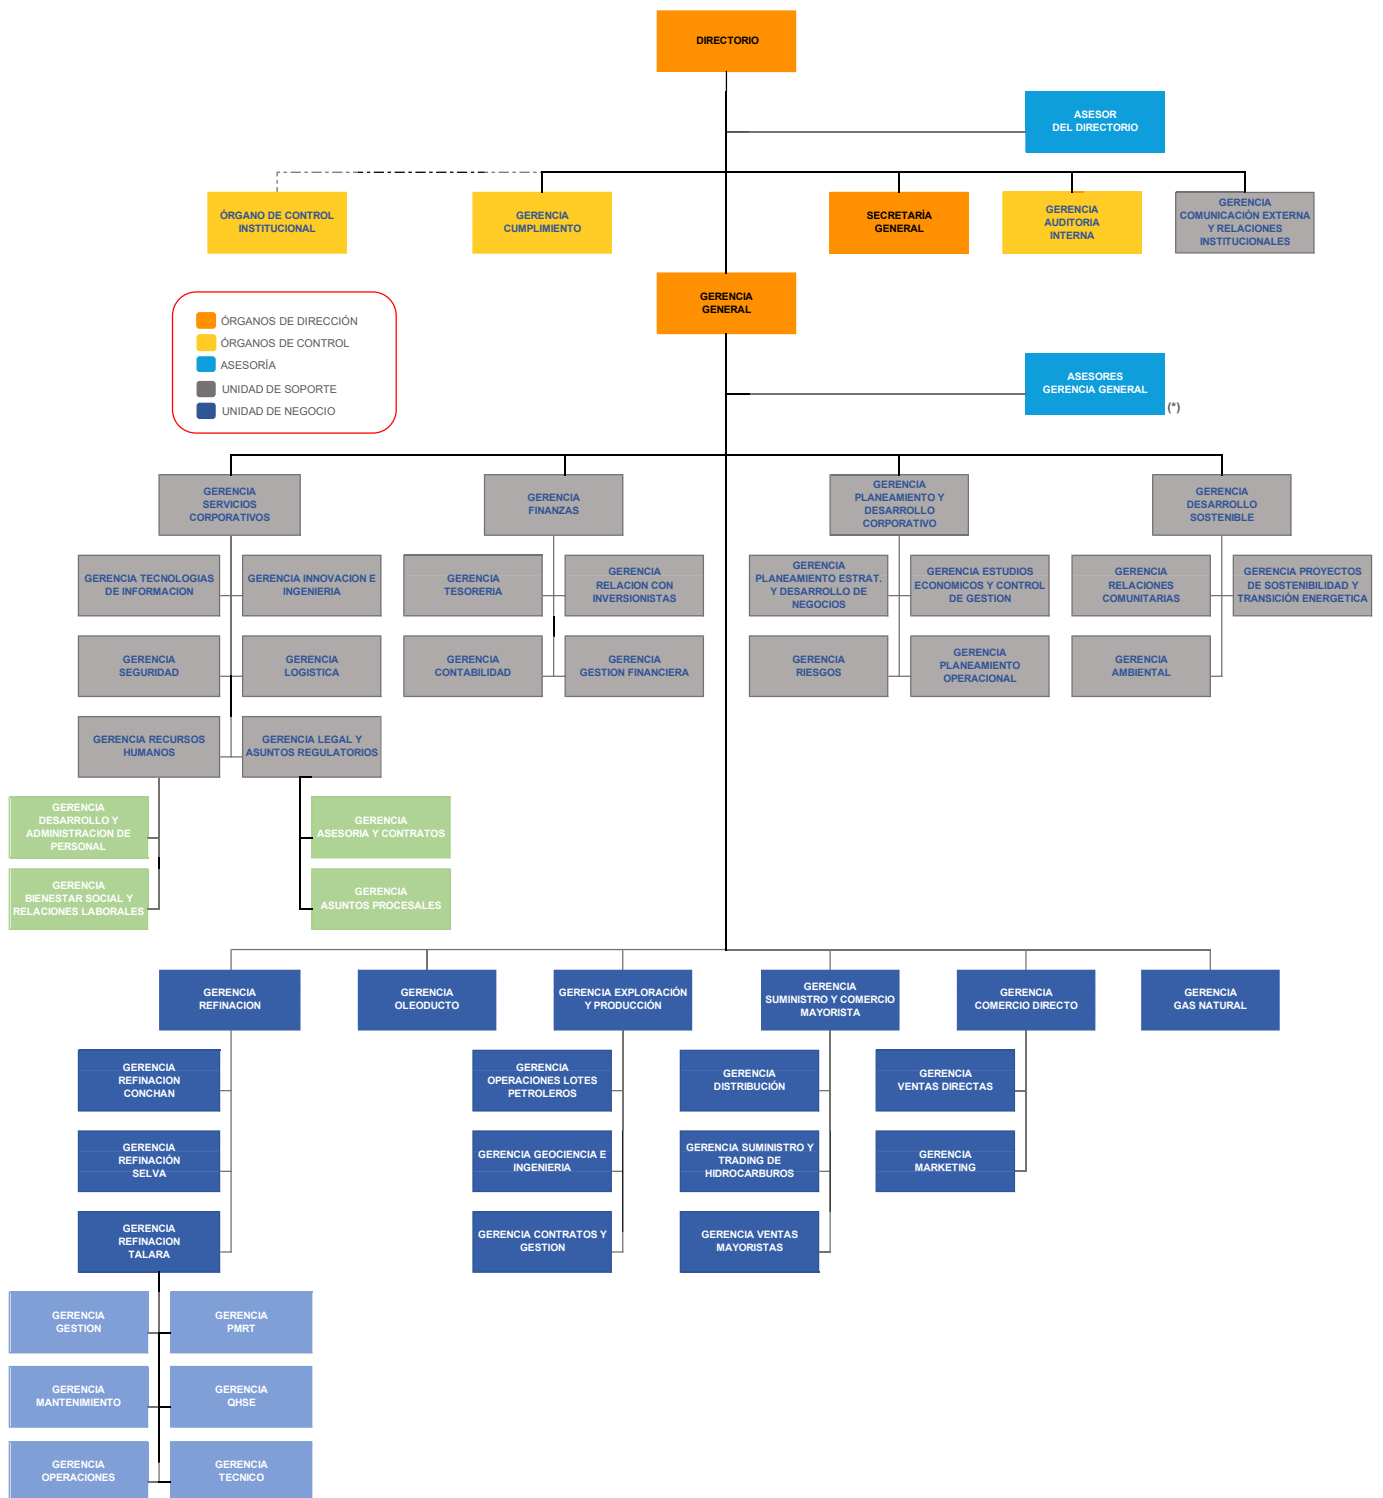 DIRECTORIO
ASESOR
DEL DIRECTORIO
ÓRGANO DE CONTROL
INSTITUCIONAL
GERENCIA
CUMPLIMIENTO
SECRETARÍA
GENERAL
GERENCIA
AUDITORIA
INTERNA
GERENCIA
COMUNICACIÓN EXTERNA
Y RELACIONES
INSTITUCIONALES
GERENCIA
GENERAL
ÓRGANOS DE DIRECCIÓN
ÓRGANOS DE CONTROL
ASESORÍA
UNIDAD DE SOPORTE
UNIDAD DE NEGOCIO
ASESORES
GERENCIA GENERAL
(*)
GERENCIA
SERVICIOS
CORPORATIVOS
GERENCIA
FINANZAS
GERENCIA
PLANEAMIENTO Y
DESARROLLO
CORPORATIVO
GERENCIA
DESARROLLO
SOSTENIBLE
GERENCIA TECNOLOGIAS
DE INFORMACION
GERENCIA INNOVACION E
INGENIERIA
GERENCIA
TESORERIA
GERENCIA
RELACION CON
INVERSIONISTAS
GERENCIA
PLANEAMIENTO ESTRAT.
Y DESARROLLO DE
NEGOCIOS
GERENCIA ESTUDIOS
ECONOMICOS Y CONTROL
DE GESTION
GERENCIA
RELACIONES
COMUNITARIAS
GERENCIA PROYECTOS
DE SOSTENIBILIDAD Y
TRANSICIÓN ENERGETICA
GERENCIA
SEGURIDAD
GERENCIA
LOGISTICA
GERENCIA
CONTABILIDAD
GERENCIA
GESTION FINANCIERA
GERENCIA
RIESGOS
GERENCIA
PLANEAMIENTO
OPERACIONAL
GERENCIA
AMBIENTAL
GERENCIA RECURSOS
HUMANOS
GERENCIA LEGAL Y
ASUNTOS REGULATORIOS
GERENCIA
DESARROLLO Y
ADMINISTRACION DE
PERSONAL
GERENCIA
ASESORIA Y CONTRATOS
GERENCIA
BIENESTAR SOCIAL Y
RELACIONES LABORALES
GERENCIA
ASUNTOS PROCESALES
GERENCIA
REFINACION
GERENCIA
OLEODUCTO
GERENCIA EXPLORACIÓN
Y PRODUCCIÓN
GERENCIA
SUMINISTRO Y COMERCIO
MAYORISTA
GERENCIA
COMERCIO DIRECTO
GERENCIA
GAS NATURAL
GERENCIA
REFINACION
CONCHAN
GERENCIA
OPERACIONES LOTES
PETROLEROS
GERENCIA
DISTRIBUCIÓN
GERENCIA
VENTAS DIRECTAS
GERENCIA
REFINACIÓN
SELVA
GERENCIA GEOCIENCIA E
INGENIERIA
GERENCIA SUMINISTRO Y
TRADING DE
HIDROCARBUROS
GERENCIA
MARKETING
GERENCIA
REFINACION
TALARA
GERENCIA CONTRATOS Y
GESTION
GERENCIA VENTAS
MAYORISTAS
GERENCIA
GESTION
GERENCIA
PMRT
GERENCIA
MANTENIMIENTO
GERENCIA
QHSE
GERENCIA
OPERACIONES
GERENCIA
TECNICO